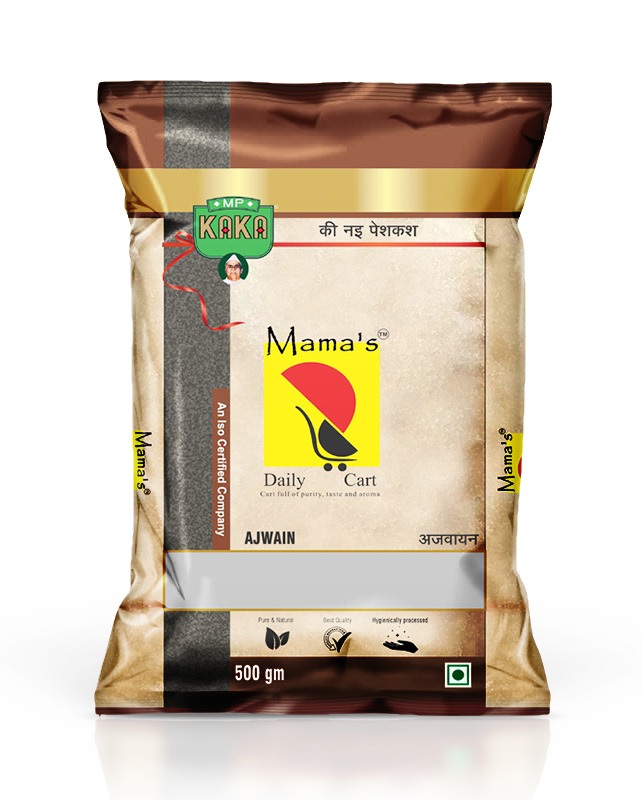 MP
KAKA
की नइ पेशकश
Mama's TM
Daily Cart
Cart full of purity, taste and aroma
An Iso Certified Company
Mama's®
Mama's®
AJWAIN अजवायन
Pure & Natural Best Quality Hygienically processed
500 gm